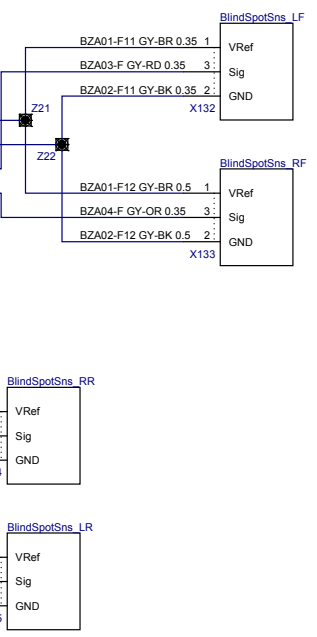 BlindSpotSns_LF
BZA01-F11 GY-BR 0.35 1 VRef
BZA03-F GY-RD 0.35 3 Sig
BZA02-F11 GY-BK 0.35 2 GND
X132
Z21
Z22
BlindSpotSns_RF
BZA01-F12 GY-BR 0.5 1 VRef
BZA04-F GY-OR 0.35 3 Sig
BZA02-F12 GY-BK 0.5 2 GND
X133
BlindSpotSns_RR
VRef
Sig
GND
BlindSpotSns_LR
VRef
Sig
GND